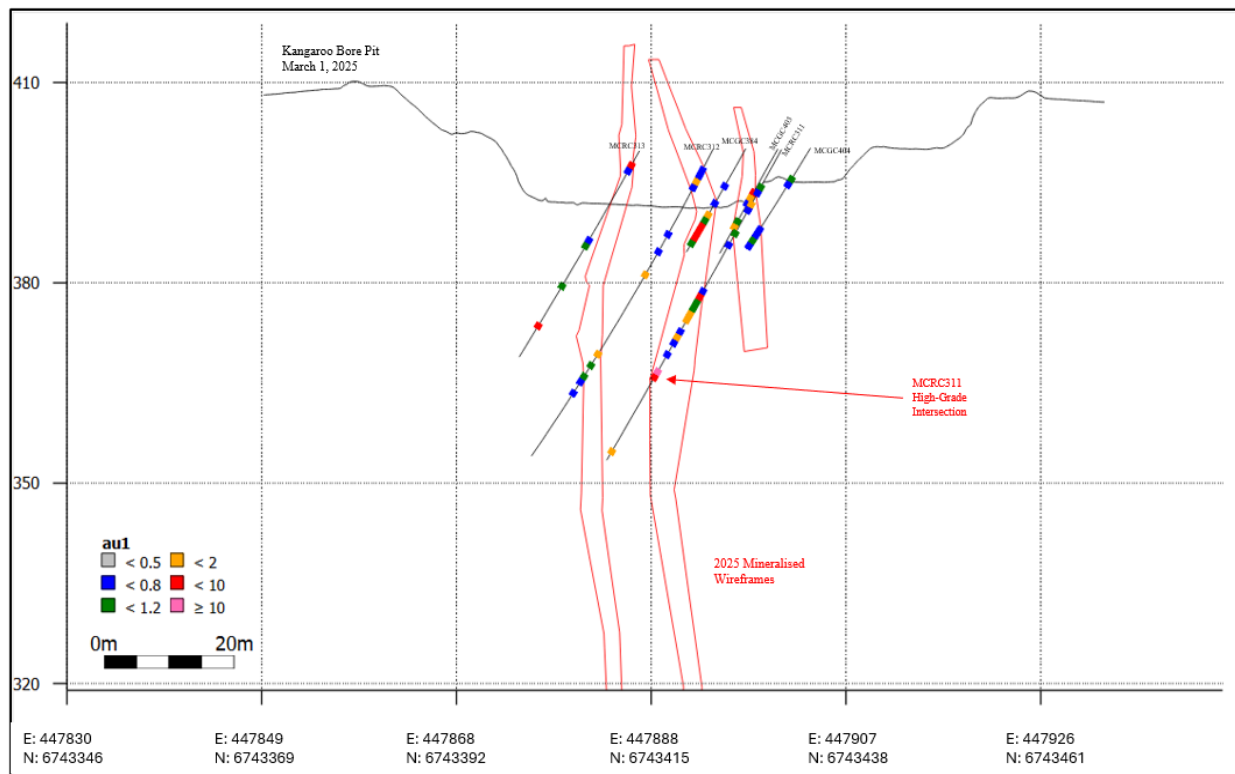 Kangaroo Bore Pit
March 1, 2025
410
MCRC313
MCRC312
MCGC384
MCGC403
MCRC311
MCGC404
380
MCRC311
High-Grade
Intersection
350
au1
< 0.5
< 2
< 0.8
< 10
< 1.2
≥ 10
0m
20m
2025 Mineralised
Wireframes
320
E: 447830
N: 6743346
E: 447849
N: 6743369
E: 447868
N: 6743392
E: 447888
N: 6743415
E: 447907
N: 6743438
E: 447926
N: 6743461